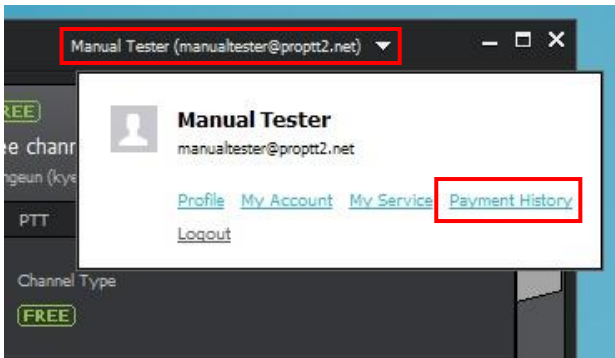 Manual Tester (manualtester@proptt2.net)
FREE
Manual Tester
ee chann
manualtester@proptt2.net
ngeun (kye
Profile My Account My Service Payment History
PTT
Logout
Channel Type
FREE